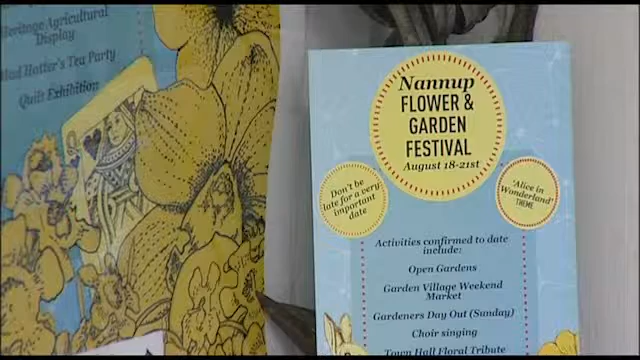 Heritage Agricultural
Display
Mad Hatter's Tea Party
Quilt Exhibition
Nannup
FLOWER &
GARDEN
FESTIVAL
August 18-21st
Don't be
late for a very
important
date
'Alice in
Wonderland'
THEME
Activities confirmed to date
include:
Open Gardens
Garden Village Weekend
Market
Gardeners Day Out (Sunday)
Choir singing
Town Hall Floral Tribute